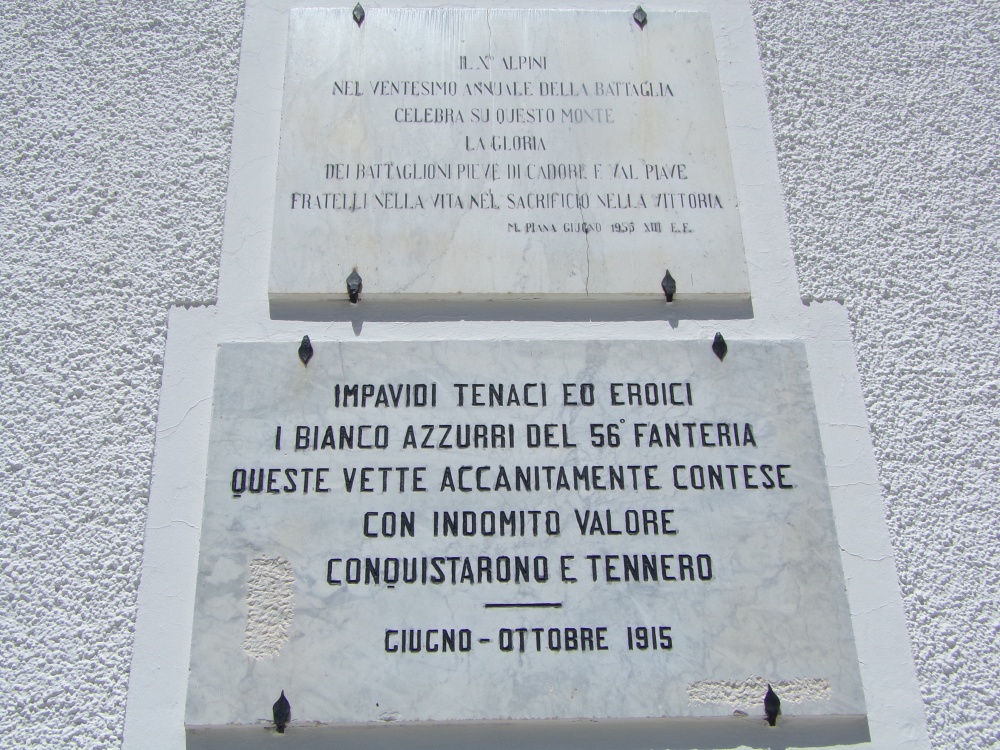 IL X° ALPINI
NEL VENTESIMO ANNUALE DELLA BATTAGLIA
CELEBRA SU QUESTO MONTE
LA GLORIA
DEI BATTAGLIONI PIEVE DI CADORE E VAL PIAVE
FRATELLI NELLA VITA NEL SACRIFICIO NELLA VITTORIA
M. PIANA GIUGNO 1935 XIII E.F.
IMPAVIDI TENACI ED EROICI
I BIANCO AZZURRI DEL 56° FANTERIA
QUESTE VETTE ACCANITAMENTE CONTESE
CON INDOMITO VALORE
CONQUISTARONO E TENNERO
GIUGNO - OTTOBRE 1915